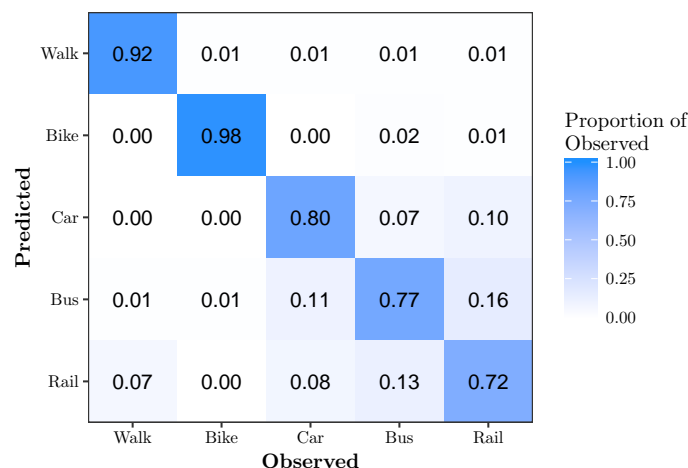 Walk 0.92 0.01 0.01 0.01 0.01
Bike 0.00 0.98 0.00 0.02 0.01
Car 0.00 0.00 0.80 0.07 0.10
Bus 0.01 0.01 0.11 0.77 0.16
Rail 0.07 0.00 0.08 0.13 0.72
Walk Bike Car Bus Rail
Observed
Predicted
Proportion of
Observed
1.00
0.75
0.50
0.25
0.00